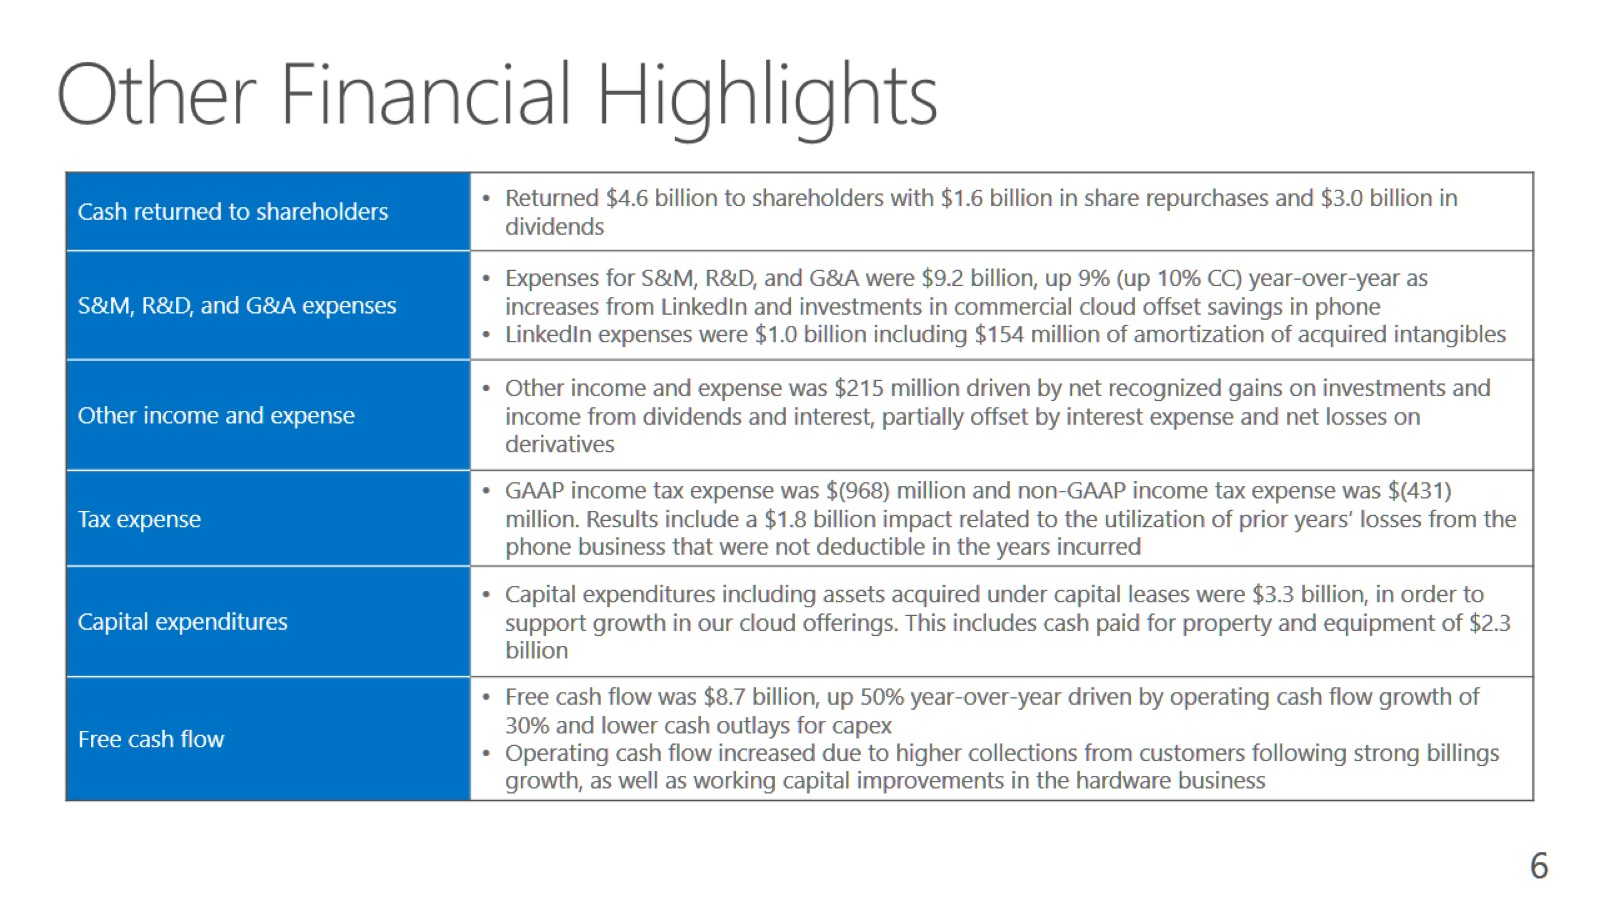 Other Financial Highlights
Cash returned to shareholders
• Returned $4.6 billion to shareholders with $1.6 billion in share repurchases and $3.0 billion in
dividends
S&M, R&D, and G&A expenses
• Expenses for S&M, R&D, and G&A were $9.2 billion, up 9% (up 10% CC) year-over-year as
increases from LinkedIn and investments in commercial cloud offset savings in phone
• LinkedIn expenses were $1.0 billion including $154 million of amortization of acquired intangibles
Other income and expense
• Other income and expense was $215 million driven by net recognized gains on investments and
income from dividends and interest, partially offset by interest expense and net losses on
derivatives
Tax expense
• GAAP income tax expense was $(968) million and non-GAAP income tax expense was $(431)
million. Results include a $1.8 billion impact related to the utilization of prior years' losses from the
phone business that were not deductible in the years incurred
Capital expenditures
• Capital expenditures including assets acquired under capital leases were $3.3 billion, in order to
support growth in our cloud offerings. This includes cash paid for property and equipment of $2.3
billion
Free cash flow
• Free cash flow was $8.7 billion, up 50% year-over-year driven by operating cash flow growth of
30% and lower cash outlays for capex
• Operating cash flow increased due to higher collections from customers following strong billings
growth, as well as working capital improvements in the hardware business
6